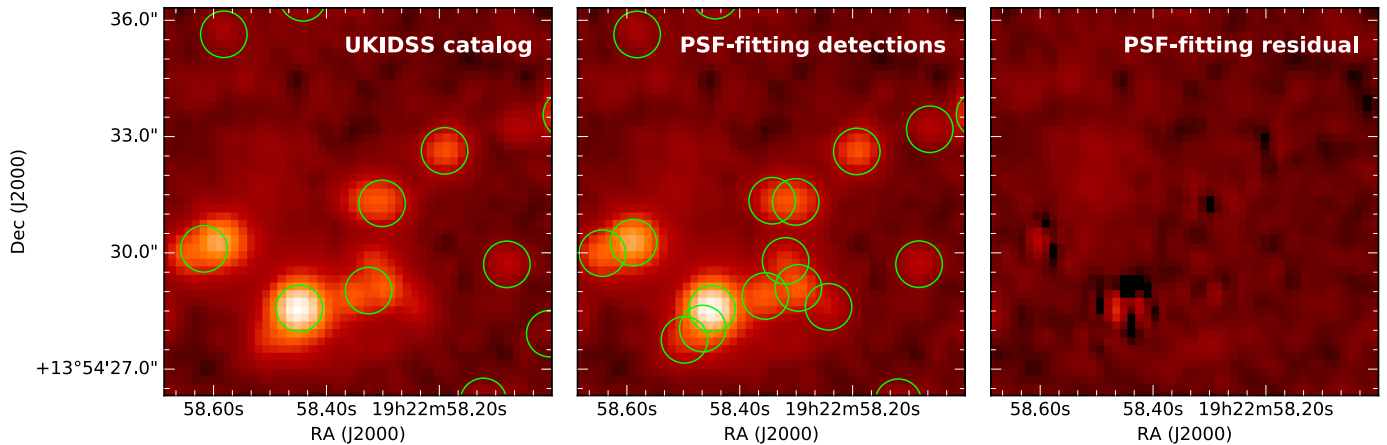 UKIDSS catalog
PSF-fitting detections
PSF-fitting residual
36.0"
33.0"
30.0"
+13°54'27.0"
Dec (J2000)
58.60s
58.40s
19h22m58.20s
RA (J2000)
58.60s
58.40s
19h22m58.20s
RA (J2000)
58.60s
58.40s
19h22m58.20s
RA (J2000)